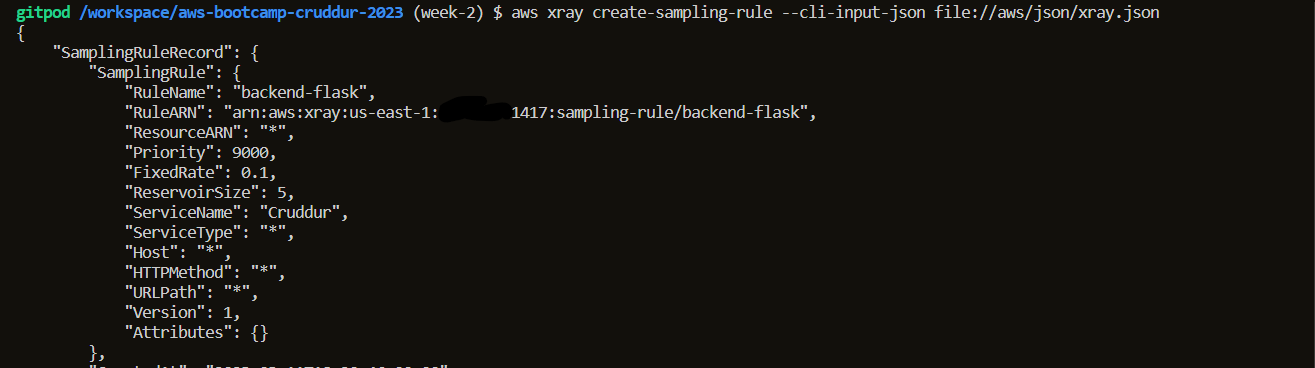 gitpod /workspace/aws-bootcamp-cruddur-2023 (week-2) $ aws xray create-sampling-rule --cli-input-json file://aws/json/xray.json
{
    "SamplingRuleRecord": {
        "SamplingRule": {
            "RuleName": "backend-flask",
            "RuleARN": "arn:aws:xray:us-east-1: 1417:sampling-rule/backend-flask",
            "ResourceARN": "*",
            "Priority": 9000,
            "FixedRate": 0.1,
            "ReservoirSize": 5,
            "ServiceName": "Cruddur",
            "ServiceType": "*",
            "Host": "*",
            "HTTPMethod": "*",
            "URLPath": "*",
            "Version": 1,
            "Attributes": {}
        },